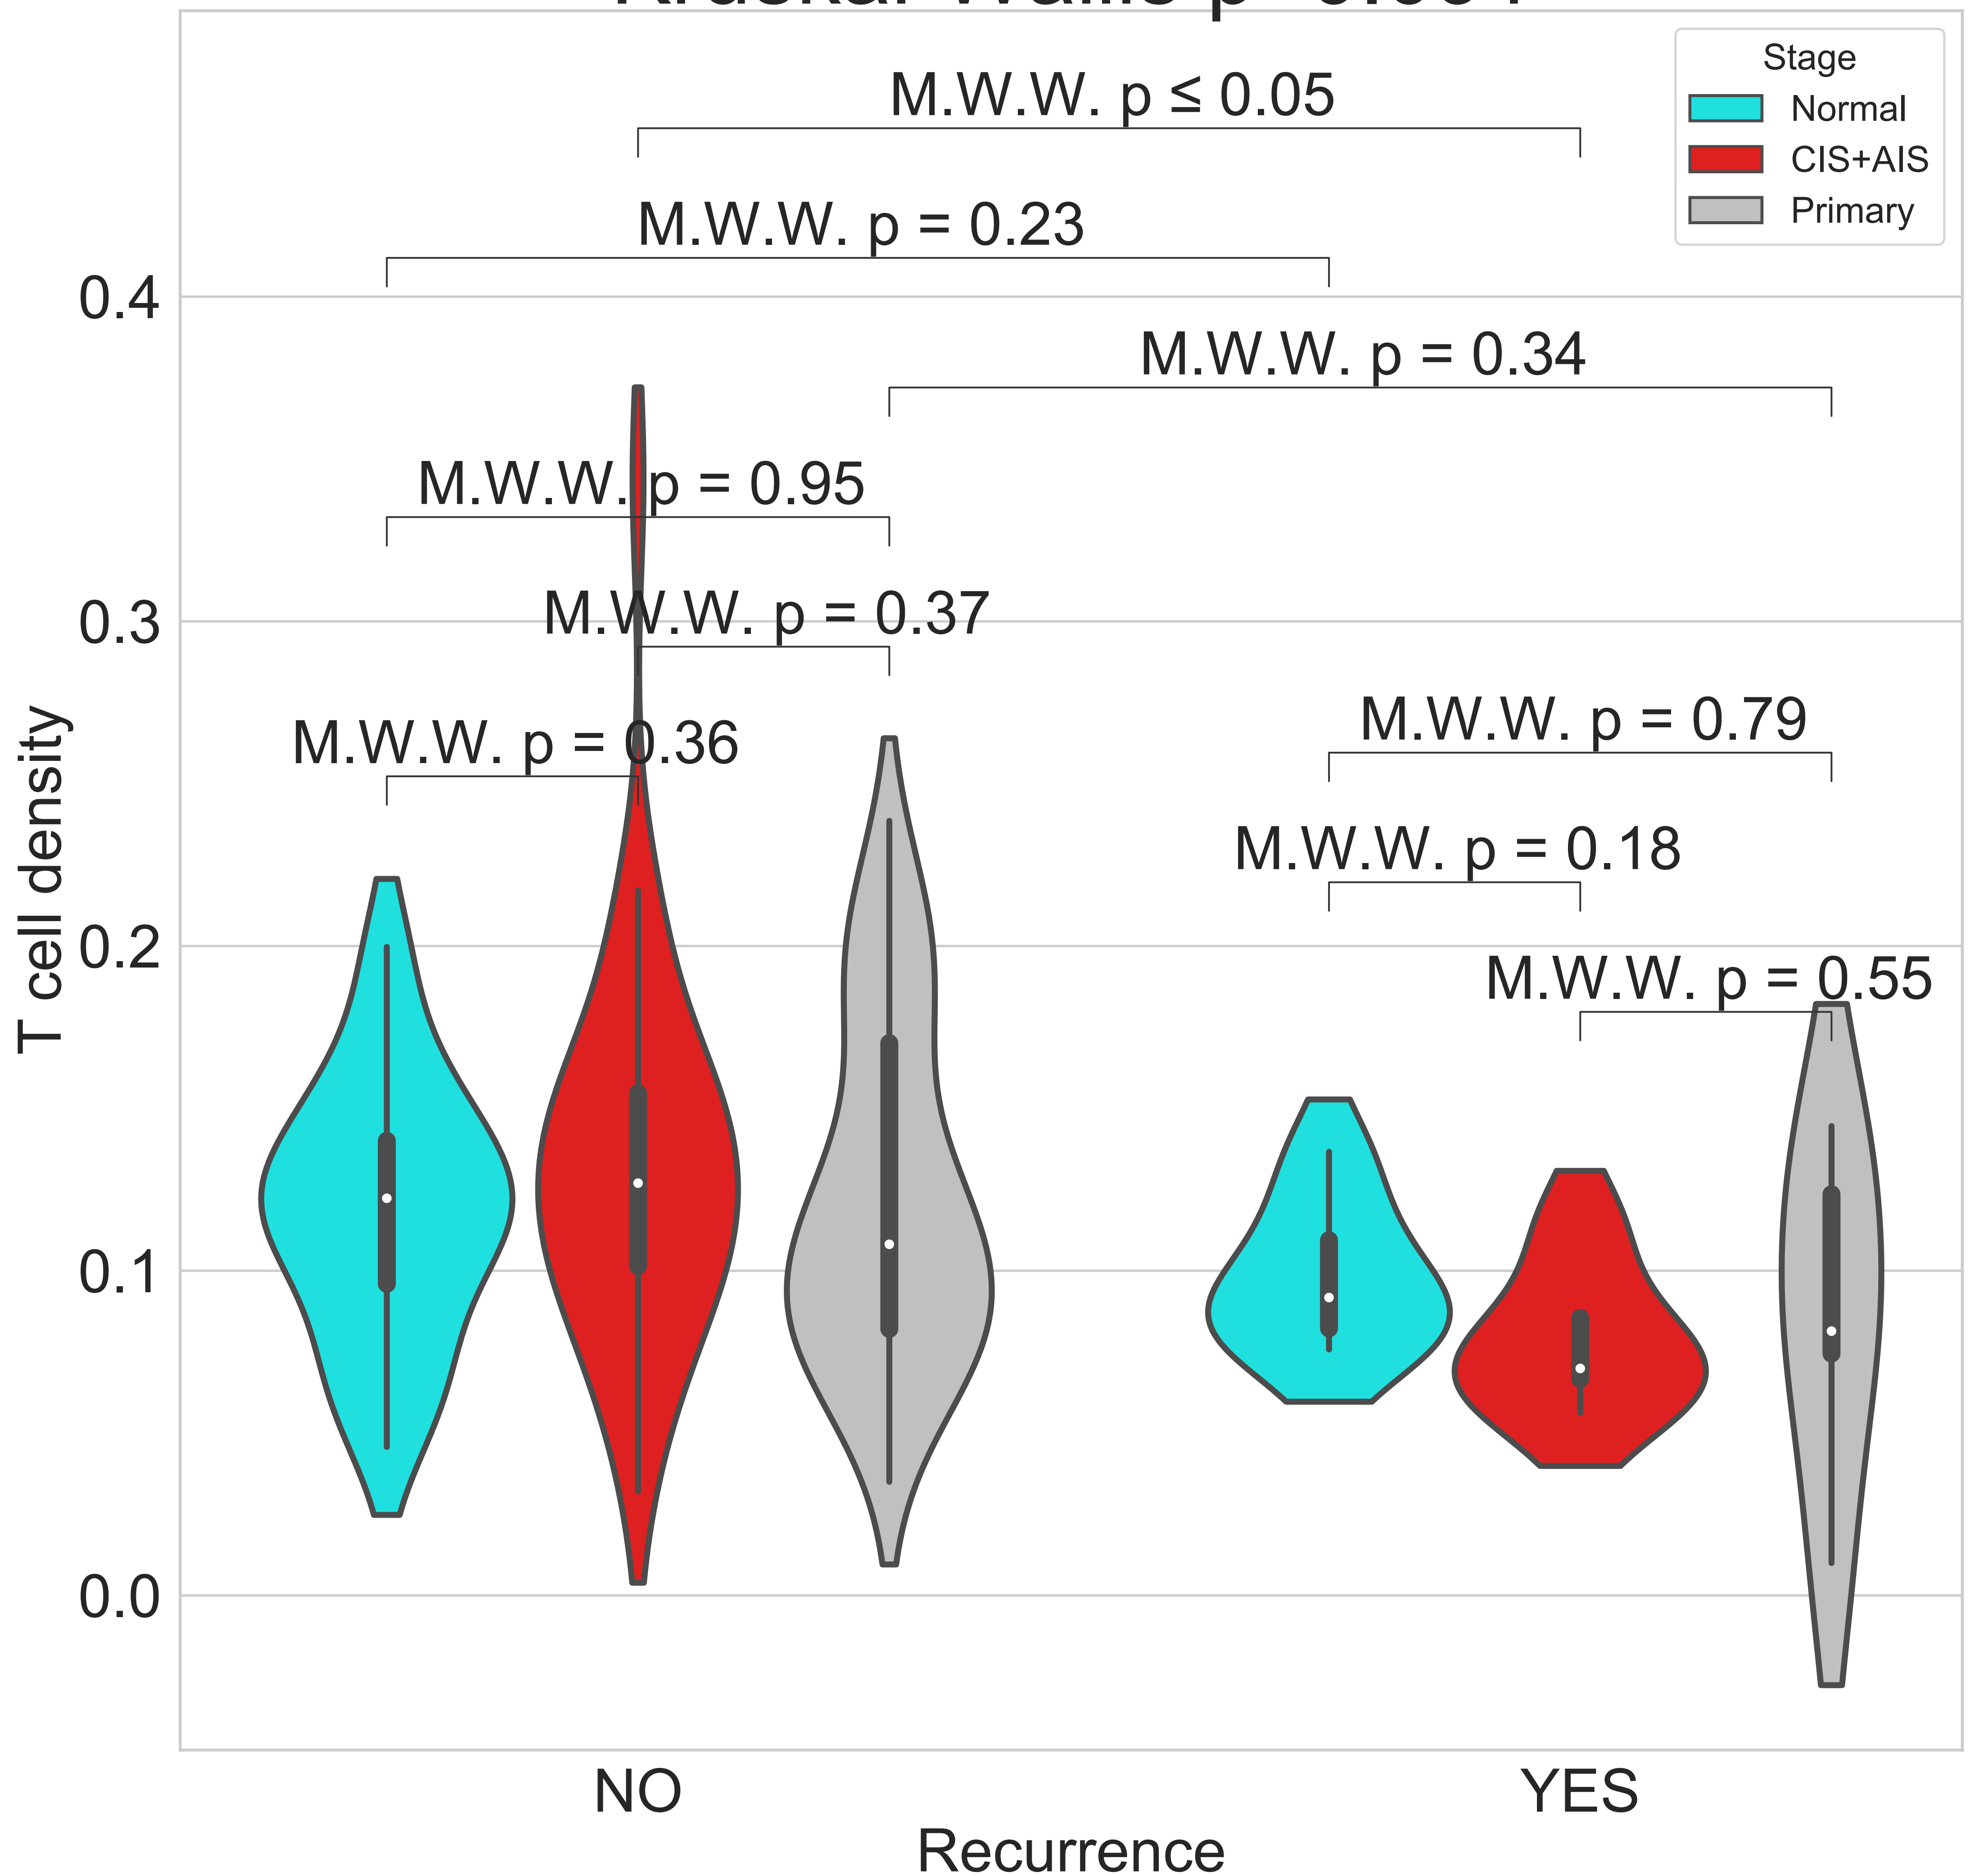 M.W.W. p ≤ 0.05
Stage
Normal
CIS+AIS
Primary
M.W.W. p = 0.23
M.W.W. p = 0.34
M.W.W. p = 0.95
M.W.W. p = 0.37
M.W.W. p = 0.36
M.W.W. p = 0.79
M.W.W. p = 0.18
M.W.W. p = 0.55
T cell density
0.4
0.3
0.2
0.1
0.0
NO
YES
Recurrence